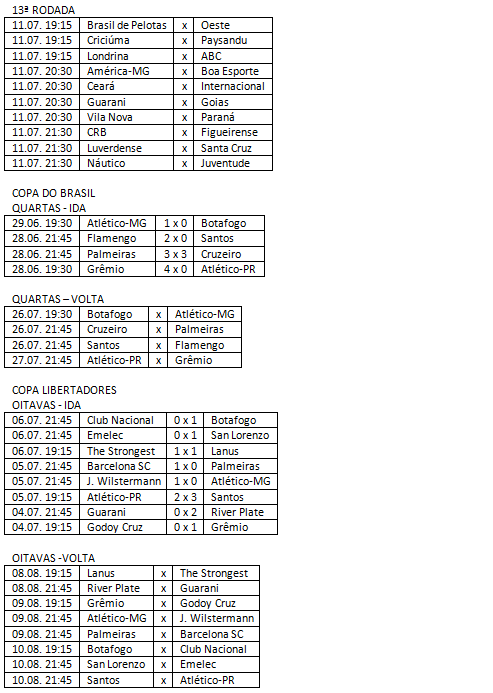 13ª RODADA
11.07. 19:15 Brasil de Pelotas x Oeste
11.07. 19:15 Criciúma x Paysandu
11.07. 19:15 Londrina x ABC
11.07. 20:30 América-MG x Boa Esporte
11.07. 20:30 Ceará x Internacional
11.07. 20:30 Guarani x Goias
11.07. 20:30 Vila Nova x Paraná
11.07. 21:30 CRB x Figueirense
11.07. 21:30 Luverdense x Santa Cruz
11.07. 21:30 Náutico x Juventude
COPA DO BRASIL
QUARTAS - IDA
29.06. 19:30 Atlético-MG 1 x 0 Botafogo
28.06. 21:45 Flamengo 2 x 0 Santos
28.06. 21:45 Palmeiras 3 x 3 Cruzeiro
28.06. 19:30 Grêmio 4 x 0 Atlético-PR
QUARTAS – VOLTA
26.07. 19:30 Botafogo x Atlético-MG
26.07. 21:45 Cruzeiro x Palmeiras
26.07. 21:45 Santos x Flamengo
27.07. 21:45 Atlético-PR x Grêmio
COPA LIBERTADORES
OITAVAS - IDA
06.07. 21:45 Club Nacional 0 x 1 Botafogo
06.07. 21:45 Emelec 0 x 1 San Lorenzo
06.07. 19:15 The Strongest 1 x 1 Lanus
05.07. 21:45 Barcelona SC 1 x 0 Palmeiras
05.07. 21:45 J. Wilstermann 1 x 0 Atlético-MG
05.07. 19:15 Atlético-PR 2 x 3 Santos
04.07. 21:45 Guarani 0 x 2 River Plate
04.07. 19:15 Godoy Cruz 0 x 1 Grêmio
OITAVAS -VOLTA
08.08. 19:15 Lanus x The Strongest
08.08. 21:45 River Plate x Guarani
09.08. 19:15 Grêmio x Godoy Cruz
09.08. 21:45 Atlético-MG x J. Wilstermann
09.08. 21:45 Palmeiras x Barcelona SC
10.08. 19:15 Botafogo x Club Nacional
10.08. 21:45 San Lorenzo x Emelec
10.08. 21:45 Santos x Atlético-PR